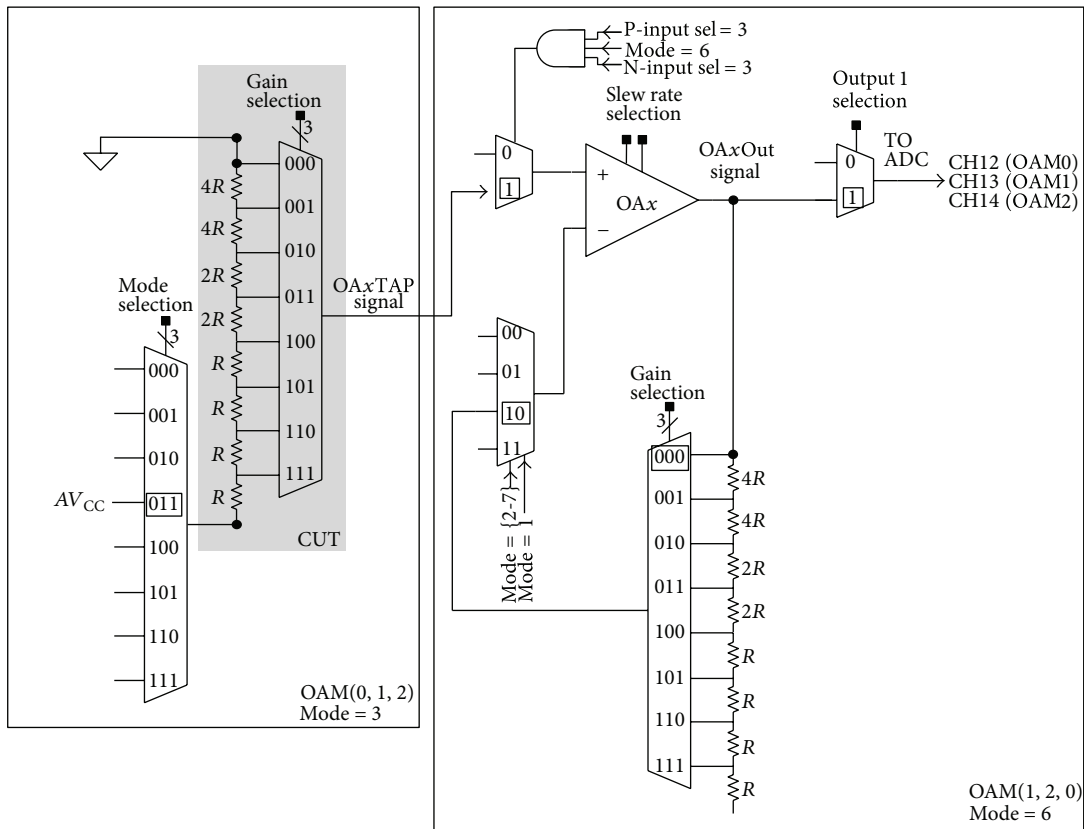 Gain
selection
3
000
4R
001
4R
010
2R
011
2R
100
R
101
R
110
R
111
R
CUT
OAxTAP
signal
Mode
selection
3
000
001
010
AVCC
011
100
101
110
111
OAM(0, 1, 2)
Mode = 3
P-input sel = 3
Mode = 6
N-input sel = 3
Slew rate
selection
0
1
+
OAx
−
OAxOut
signal
Output 1
selection
0
1
TO
ADC
CH12 (OAM0)
CH13 (OAM1)
CH14 (OAM2)
00
01
10
11
Mode = {2-7}
Mode = 1
Gain
selection
3
000
4R
001
4R
010
2R
011
2R
100
R
101
R
110
R
111
R
OAM(1, 2, 0)
Mode = 6